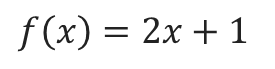 f(x) = 2x + 1